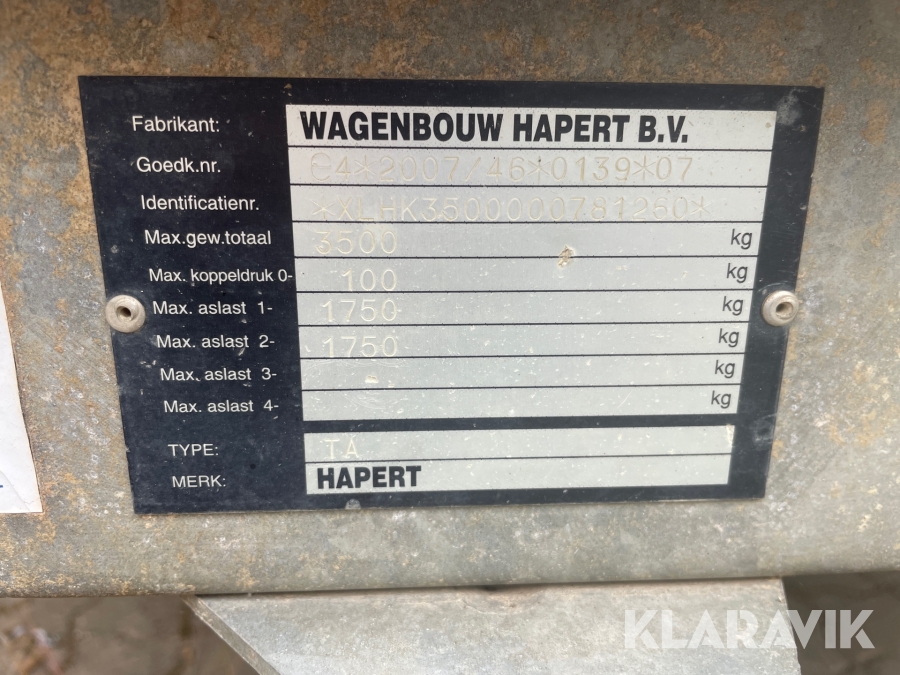 Fabrikant: WAGENBOUW HAPERT B.V.
Goedk.nr. e4*2007/46*0139*07
Identificatienr. *XLHK3500000781260*
Max.gew.totaal 3500 kg
Max. koppeldruk 0- 100 kg
Max. aslast 1- 1750 kg
Max. aslast 2- 1750 kg
Max. aslast 3- kg
Max. aslast 4- kg
TYPE: TA
MERK: HAPERT
KLARAVIK